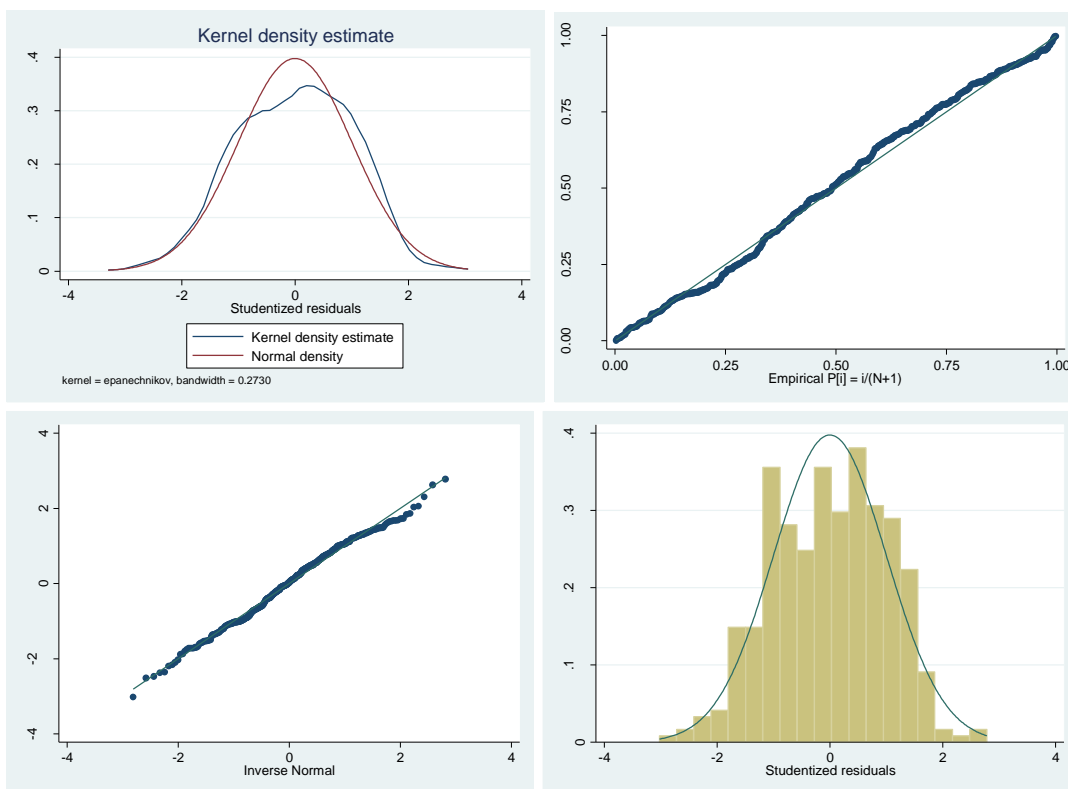 Kernel density estimate
.4
.3
.2
.1
0
-4 -2 0 2 4
Studentized residuals
Kernel density estimate
Normal density
kernel = epanechnikov, bandwidth = 0.2730
1.00
0.75
0.50
0.25
0.00
0.00 0.25 0.50 0.75 1.00
Empirical P[i] = i/(N+1)
4
2
0
-2
-4
-4 -2 0 2 4
Inverse Normal
.4
.3
.2
.1
0
-4 -2 0 2 4
Studentized residuals